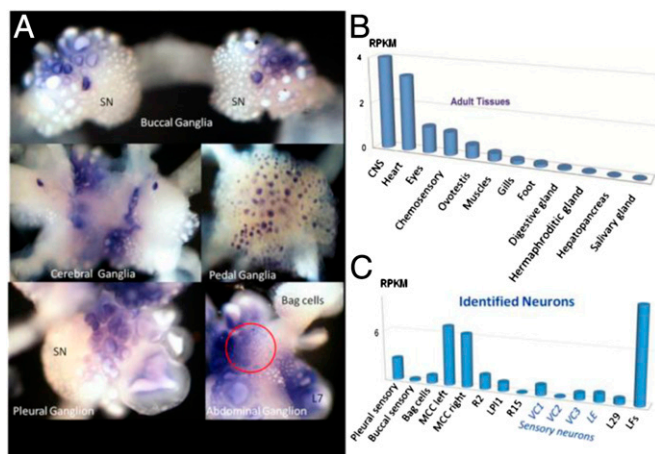 A
SN
SN
Buccal Ganglia
Cerebral Ganglia
Pedal Ganglia
SN
Pleural Ganglion
Bag cells
L7
Abdominal Ganglion
B
RPKM
4
2
0
Adult Tissues
CNS
Heart
Eyes
Chemosensory
Ovotestis
Muscles
Gills
Foot
Digestive gland
Hermaphroditic gland
Hepatopancreas
Salivary gland
C
RPKM
Identified Neurons
6
Pleural sensory
Buccal sensory
Bag cells
MCC left
MCC right
R2
LPl1
R15
VC1
VC2
VC3
LE
L29
LFs
Sensory neurons